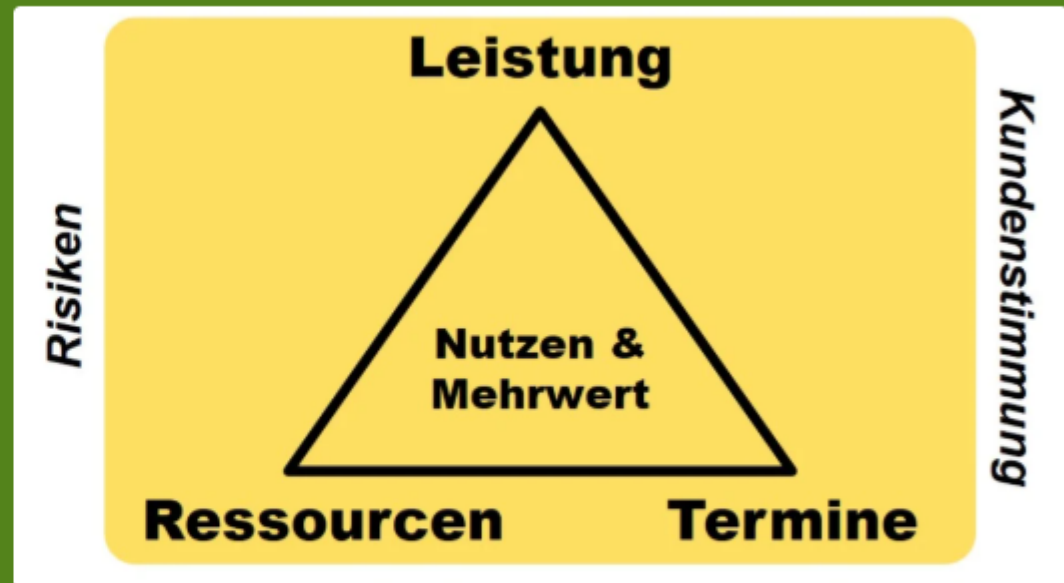 Leistung
Risiken
Kundenstimmung
Nutzen &
Mehrwert
Ressourcen
Termine